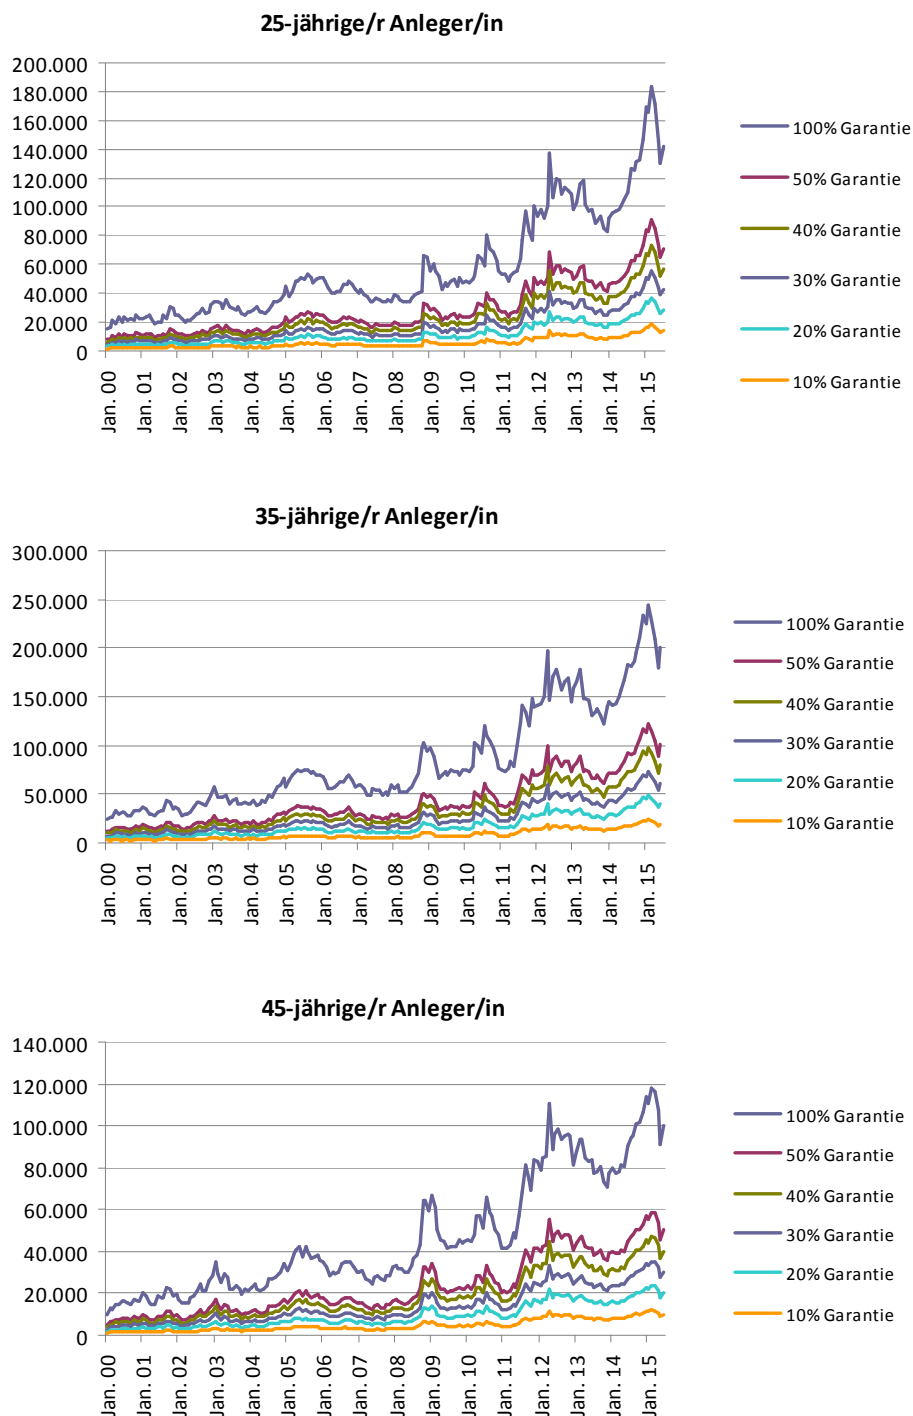 25-jährige/r Anleger/in
200.000
180.000
160.000
140.000
120.000
100.000
80.000
60.000
40.000
20.000
0
Jan. 00
Jan. 01
Jan. 02
Jan. 03
Jan. 04
Jan. 05
Jan. 06
Jan. 07
Jan. 08
Jan. 09
Jan. 10
Jan. 11
Jan. 12
Jan. 13
Jan. 14
Jan. 15
100% Garantie
50% Garantie
40% Garantie
30% Garantie
20% Garantie
10% Garantie
35-jährige/r Anleger/in
300.000
250.000
200.000
150.000
100.000
50.000
0
Jan. 00
Jan. 01
Jan. 02
Jan. 03
Jan. 04
Jan. 05
Jan. 06
Jan. 07
Jan. 08
Jan. 09
Jan. 10
Jan. 11
Jan. 12
Jan. 13
Jan. 14
Jan. 15
100% Garantie
50% Garantie
40% Garantie
30% Garantie
20% Garantie
10% Garantie
45-jährige/r Anleger/in
140.000
120.000
100.000
80.000
60.000
40.000
20.000
0
Jan. 00
Jan. 01
Jan. 02
Jan. 03
Jan. 04
Jan. 05
Jan. 06
Jan. 07
Jan. 08
Jan. 09
Jan. 10
Jan. 11
Jan. 12
Jan. 13
Jan. 14
Jan. 15
100% Garantie
50% Garantie
40% Garantie
30% Garantie
20% Garantie
10% Garantie